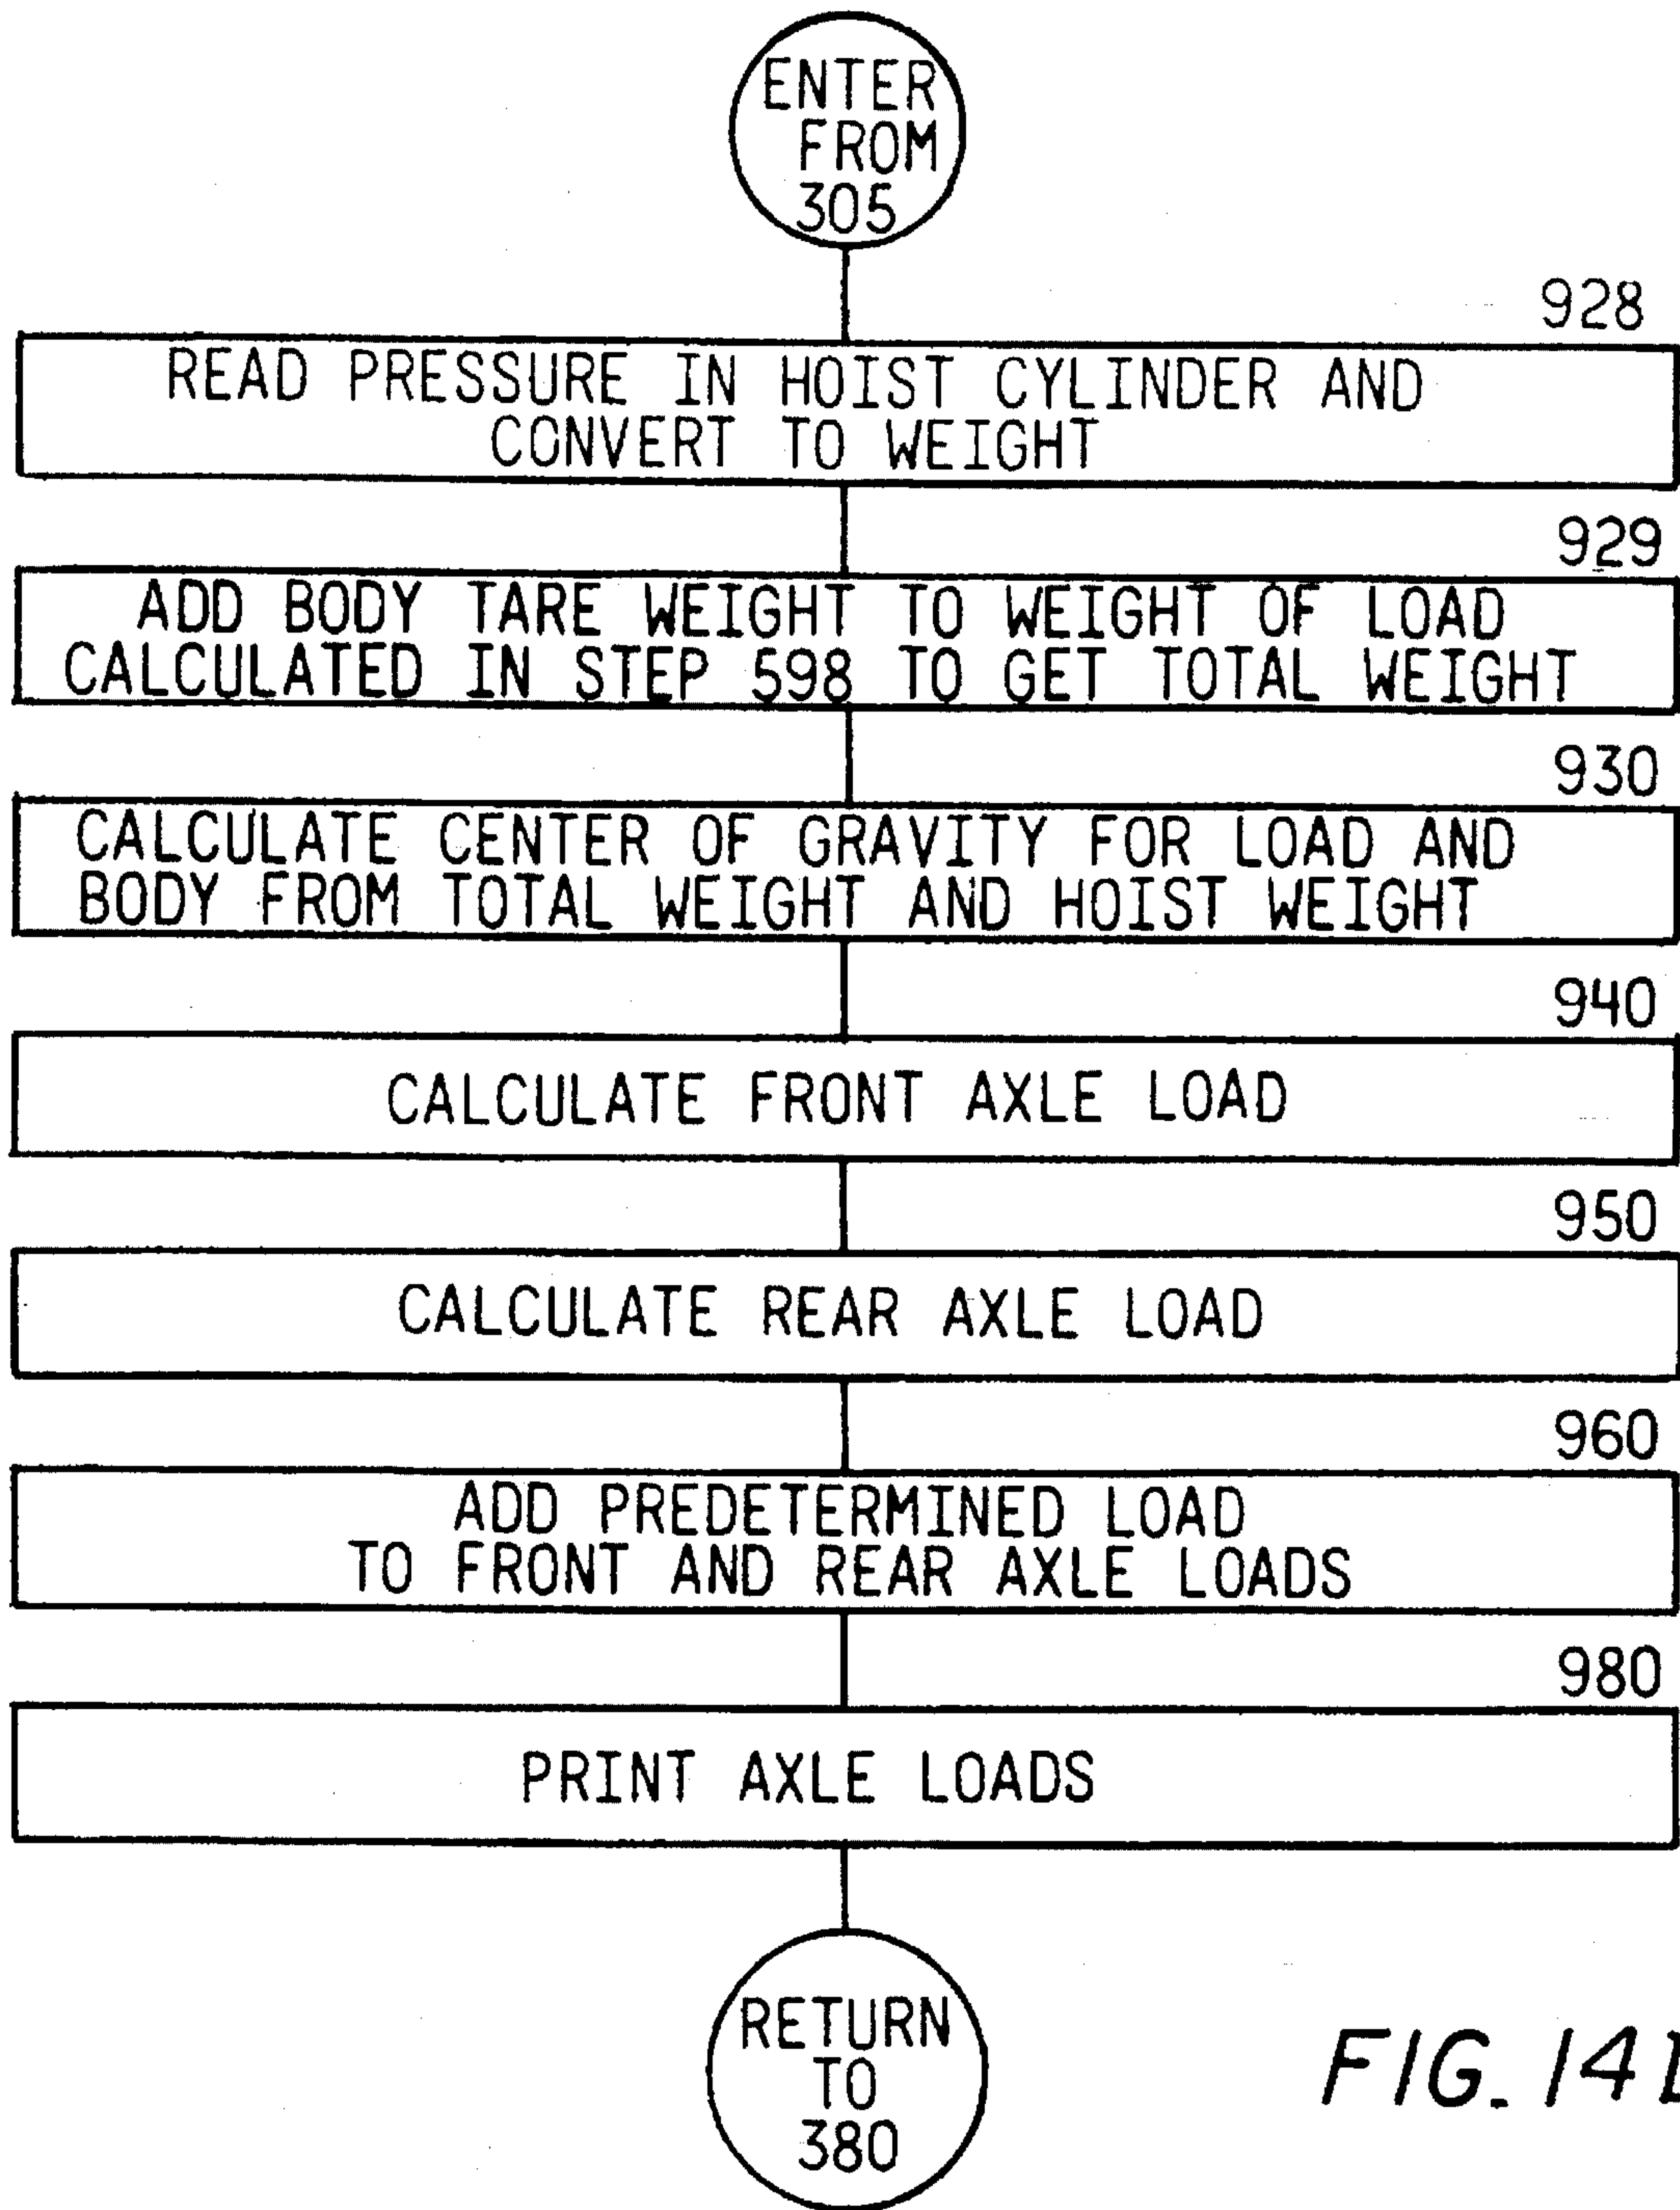 ENTER
FROM
305
928
READ PRESSURE IN HOIST CYLINDER AND
CONVERT TO WEIGHT
929
ADD BODY TARE WEIGHT TO WEIGHT OF LOAD
CALCULATED IN STEP 598 TO GET TOTAL WEIGHT
930
CALCULATE CENTER OF GRAVITY FOR LOAD AND
BODY FROM TOTAL WEIGHT AND HOIST WEIGHT
940
CALCULATE FRONT AXLE LOAD
950
CALCULATE REAR AXLE LOAD
960
ADD PREDETERMINED LOAD
TO FRONT AND REAR AXLE LOADS
980
PRINT AXLE LOADS
RETURN
TO
380
FIG. 14